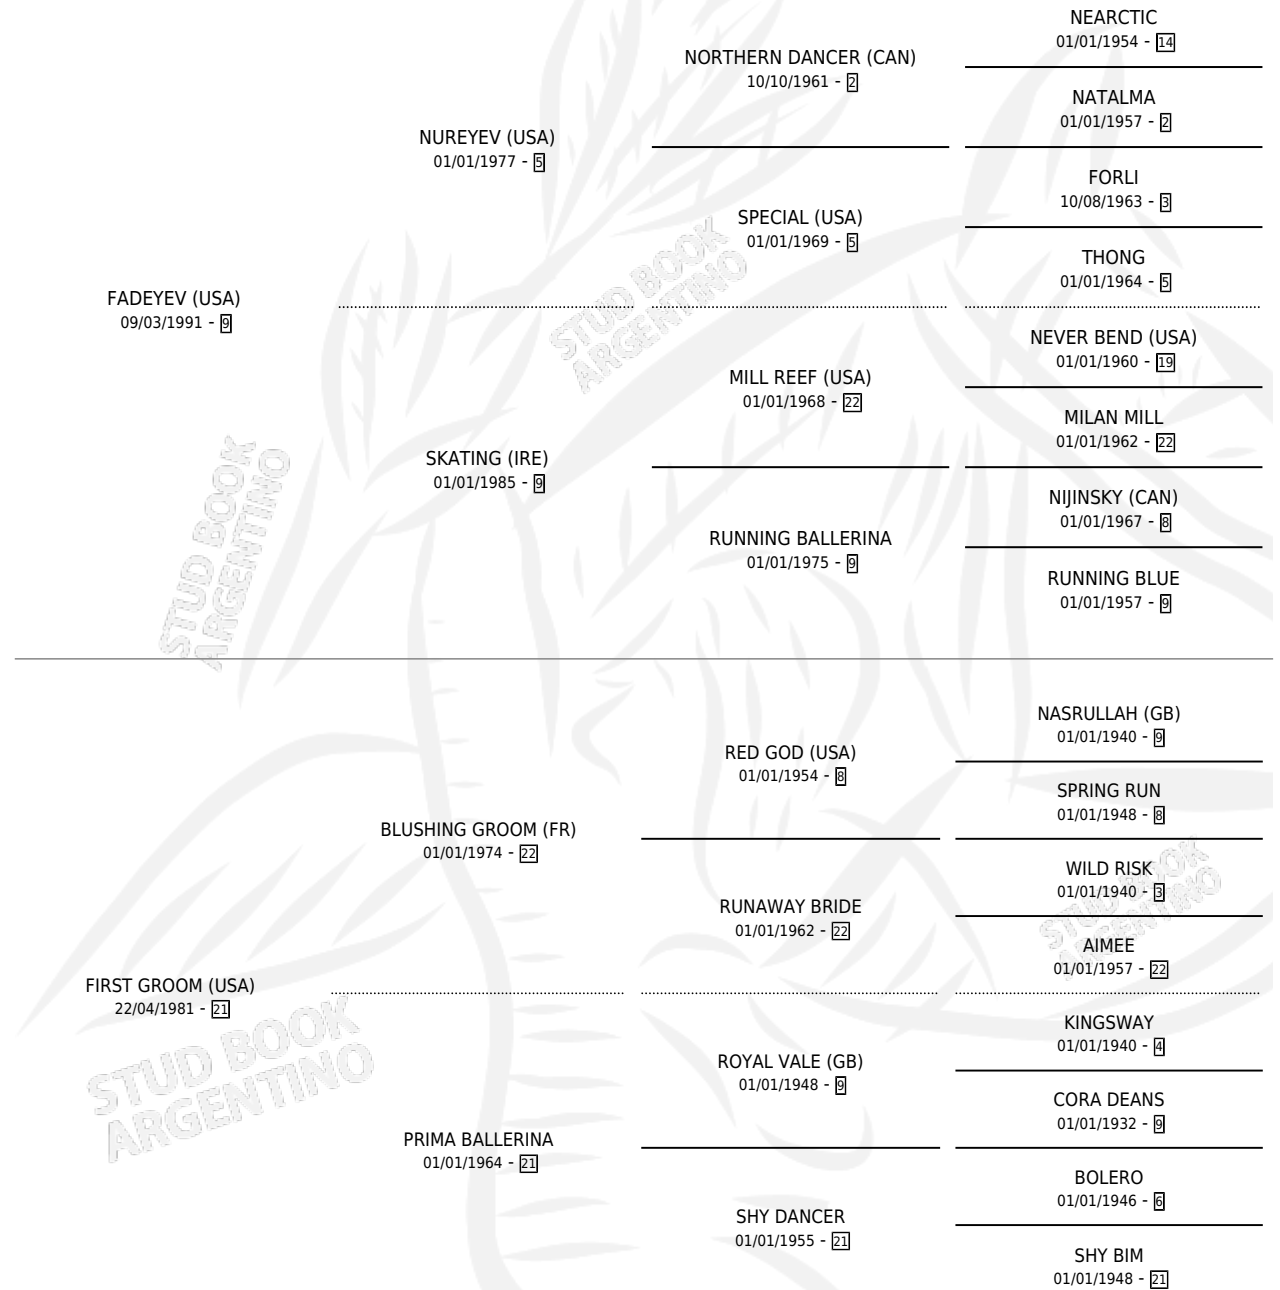 NEARCTIC
01/01/1954 - 14
NORTHERN DANCER (CAN)
10/10/1961 - 2
NATALMA
01/01/1957 - 2
NUREYEV (USA)
01/01/1977 - 5
FORLI
10/08/1963 - 3
SPECIAL (USA)
01/01/1969 - 5
THONG
01/01/1964 - 5
FADEYEV (USA)
09/03/1991 - 9
NEVER BEND (USA)
01/01/1960 - 19
MILL REEF (USA)
01/01/1968 - 22
MILAN MILL
01/01/1962 - 22
SKATING (IRE)
01/01/1985 - 9
NIJINSKY (CAN)
01/01/1967 - 8
RUNNING BALLERINA
01/01/1975 - 9
RUNNING BLUE
01/01/1957 - 9
NASRULLAH (GB)
01/01/1940 - 9
RED GOD (USA)
01/01/1954 - 8
SPRING RUN
01/01/1948 - 8
BLUSHING GROOM (FR)
01/01/1974 - 22
WILD RISK
01/01/1940 - 3
RUNAWAY BRIDE
01/01/1962 - 22
AIMEE
01/01/1957 - 22
FIRST GROOM (USA)
22/04/1981 - 21
KINGSWAY
01/01/1940 - 4
ROYAL VALE (GB)
01/01/1948 - 9
CORA DEANS
01/01/1932 - 9
PRIMA BALLERINA
01/01/1964 - 21
BOLERO
01/01/1946 - 6
SHY DANCER
01/01/1955 - 21
SHY BIM
01/01/1948 - 21
STUD BOOK
ARGENTINO
STUD BOOK
ARGENTINO
STUD BOOK
ARGENTINO
STUD BOOK
ARGENTINO